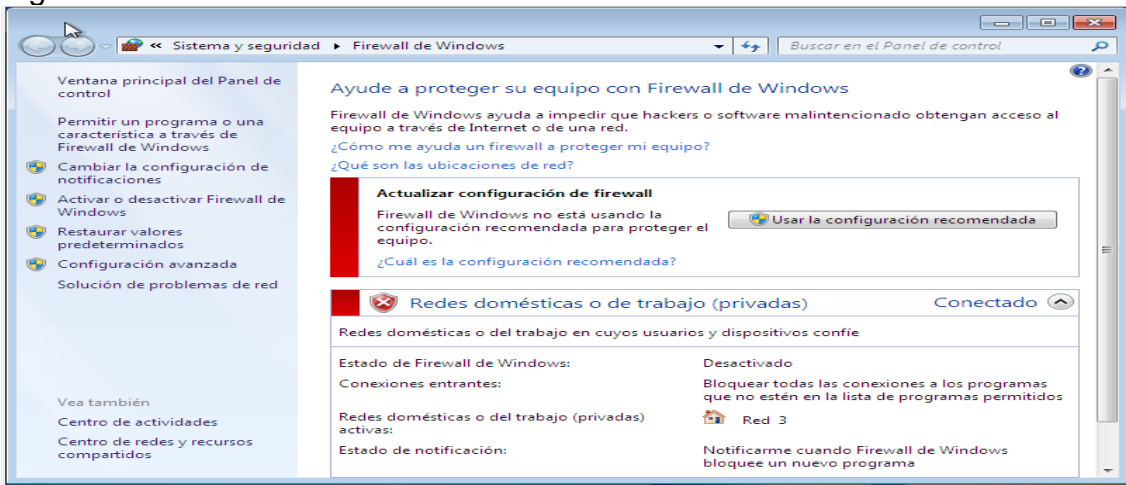 « Sistema y seguridad ▸ Firewall de Windows
Buscar en el Panel de control
Ventana principal del Panel de
control
Permitir un programa o una
característica a través de
Firewall de Windows
Cambiar la configuración de
notificaciones
Activar o desactivar Firewall de
Windows
Restaurar valores
predeterminados
Configuración avanzada
Solución de problemas de red
Vea también
Centro de actividades
Centro de redes y recursos
compartidos
Ayude a proteger su equipo con Firewall de Windows
Firewall de Windows ayuda a impedir que hackers o software malintencionado obtengan acceso al
equipo a través de Internet o de una red.
¿Cómo me ayuda un firewall a proteger mi equipo?
¿Qué son las ubicaciones de red?
Actualizar configuración de firewall
Firewall de Windows no está usando la
configuración recomendada para proteger el
equipo.
Usar la configuración recomendada
¿Cuál es la configuración recomendada?
Redes domésticas o de trabajo (privadas) Conectado
Redes domésticas o del trabajo en cuyos usuarios y dispositivos confíe
Estado de Firewall de Windows: Desactivado
Conexiones entrantes: Bloquear todas las conexiones a los programas
que no estén en la lista de programas permitidos
Redes domésticas o del trabajo (privadas)
activas:
Red 3
Estado de notificación: Notificarme cuando Firewall de Windows
bloquee un nuevo programa